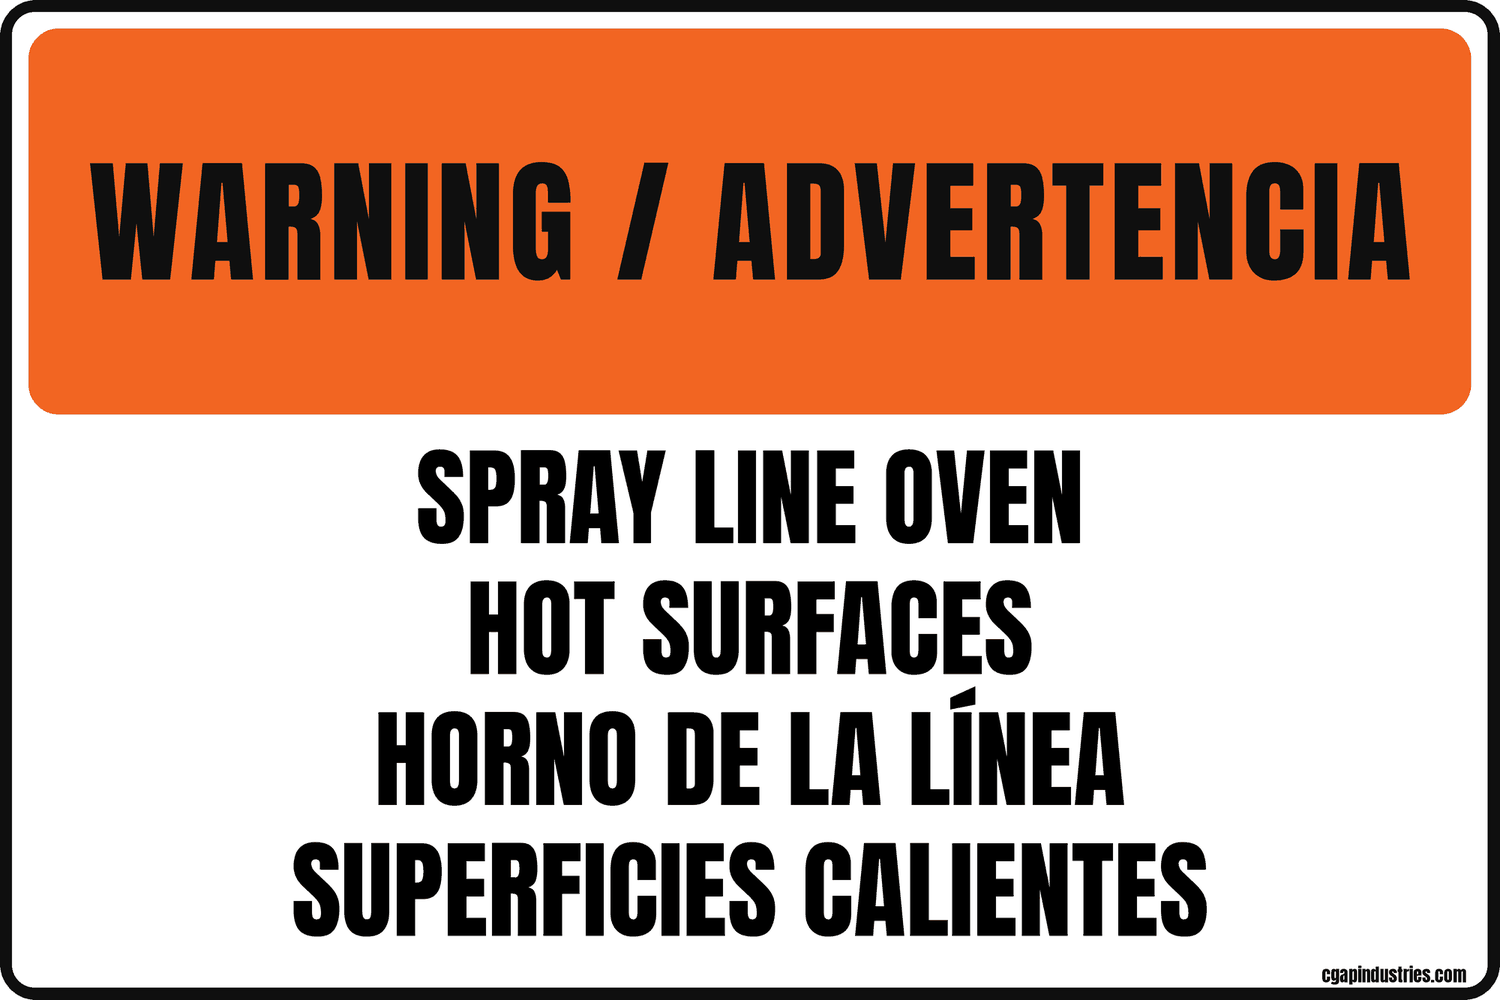 WARNING / ADVERTENCIA
SPRAY LINE OVEN
HOT SURFACES
HORNO DE LA LÍNEA
SUPERFICIES CALIENTES
cgapindustries.com